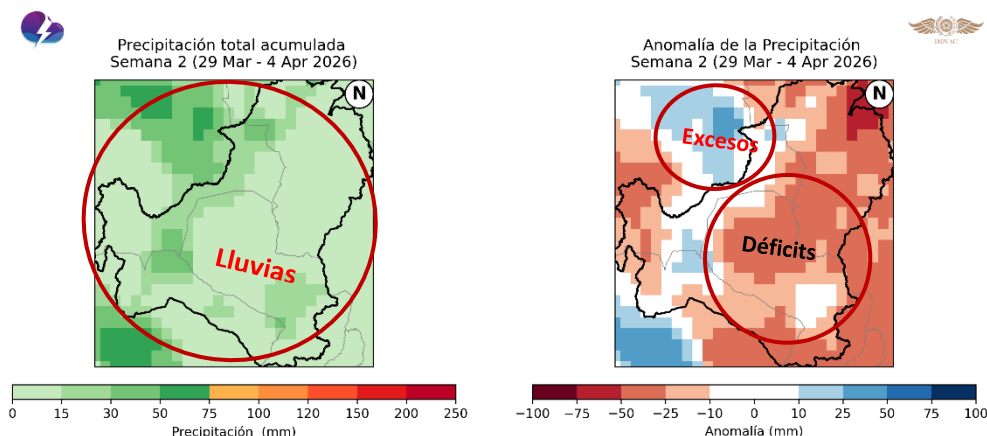 DINAC
Precipitación total acumulada
Semana 2 (29 Mar - 4 Apr 2026)
N
Lluvias
0 15 30 50 75 100 120 150 200 250
Precipitación (mm)
Anomalía de la Precipitación
Semana 2 (29 Mar - 4 Apr 2026)
N
Excesos
Déficits
−100 −75 −50 −25 −10 0 10 25 50 75 100
Anomalía (mm)